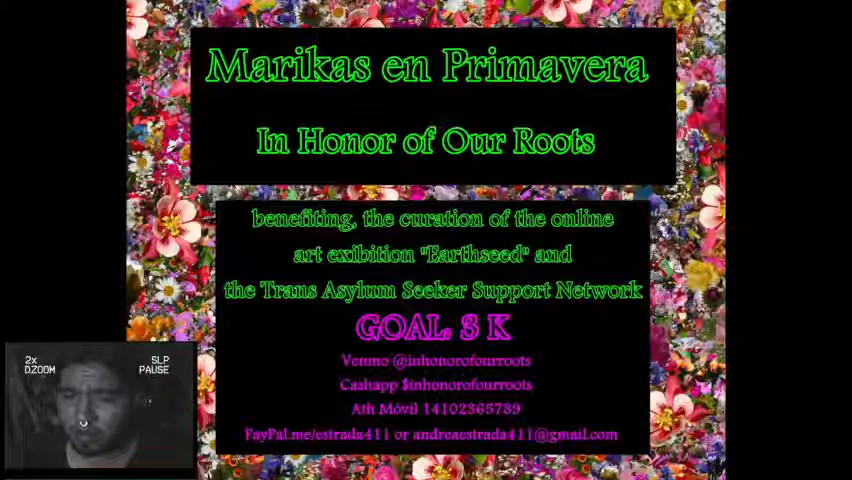 Marikas en Primavera
In Honor of Our Roots
benefiting, the curation of the online
art exibition "Earthseed" and
the Trans Asylum Seeker Support Network
GOAL: 3 K
Venmo @inhonorofourroots
Cashapp $inhonorofourroots
Ath Móvil 14102365789
PayPal.me/estrada411 or andreaestrada411@gmail.com
2x
D.ZOOM
SLP
PAUSE